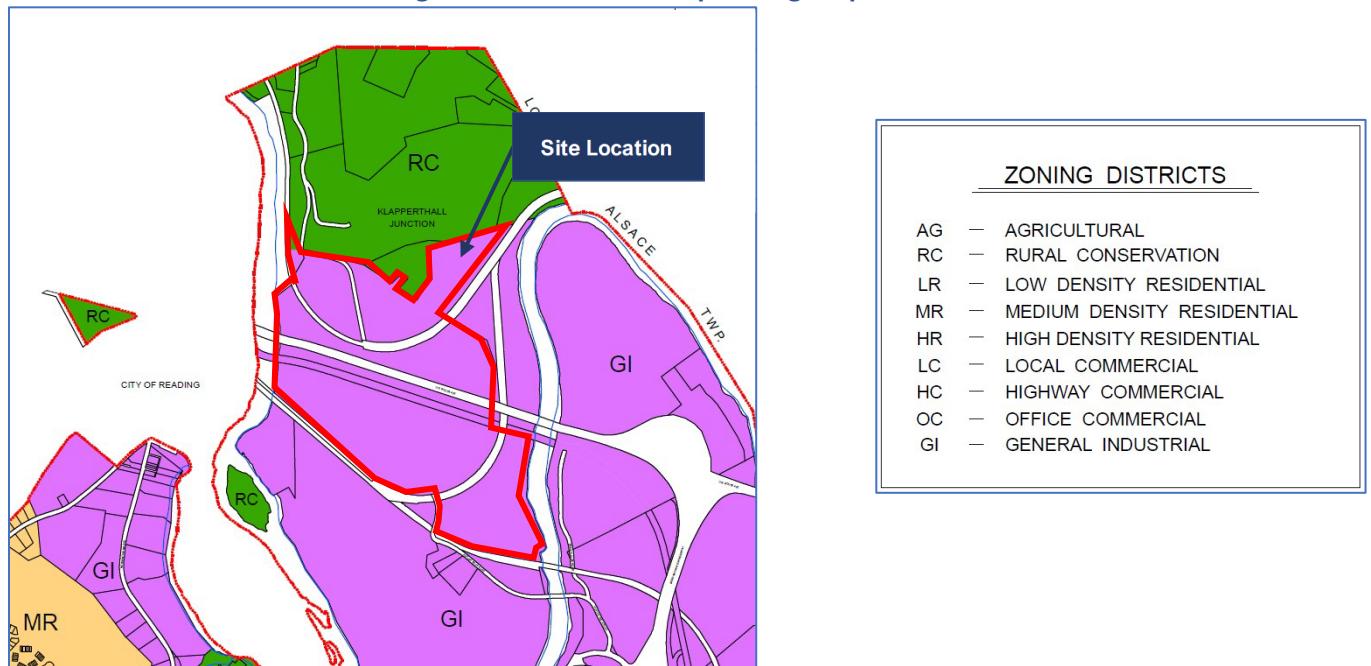 LO
Site Location
RC
KLAPPERTHALL
JUNCTION
ALSACE
TWP.
RC
GI
CITY OF READING
RC
GI
MR
GI
ZONING DISTRICTS
AG — AGRICULTURAL
RC — RURAL CONSERVATION
LR — LOW DENSITY RESIDENTIAL
MR — MEDIUM DENSITY RESIDENTIAL
HR — HIGH DENSITY RESIDENTIAL
LC — LOCAL COMMERCIAL
HC — HIGHWAY COMMERCIAL
OC — OFFICE COMMERCIAL
GI — GENERAL INDUSTRIAL